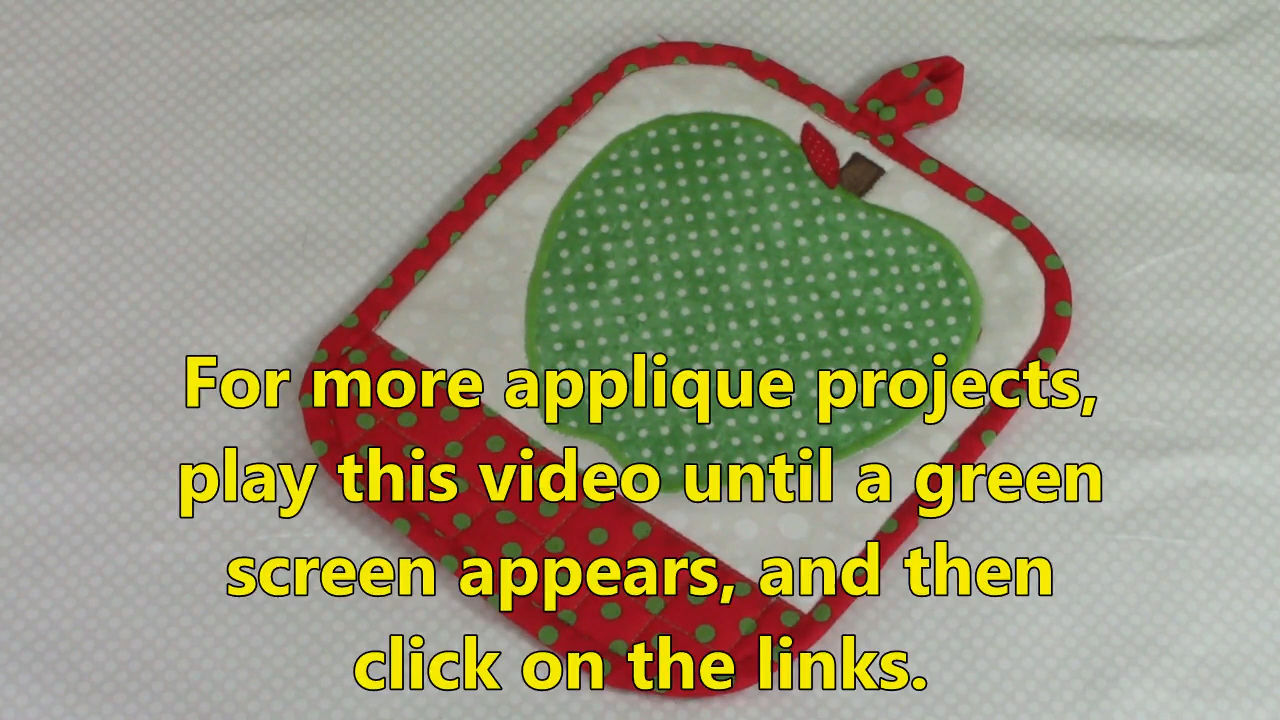 For more applique projects,
play this video until a green
screen appears, and then
click on the links.